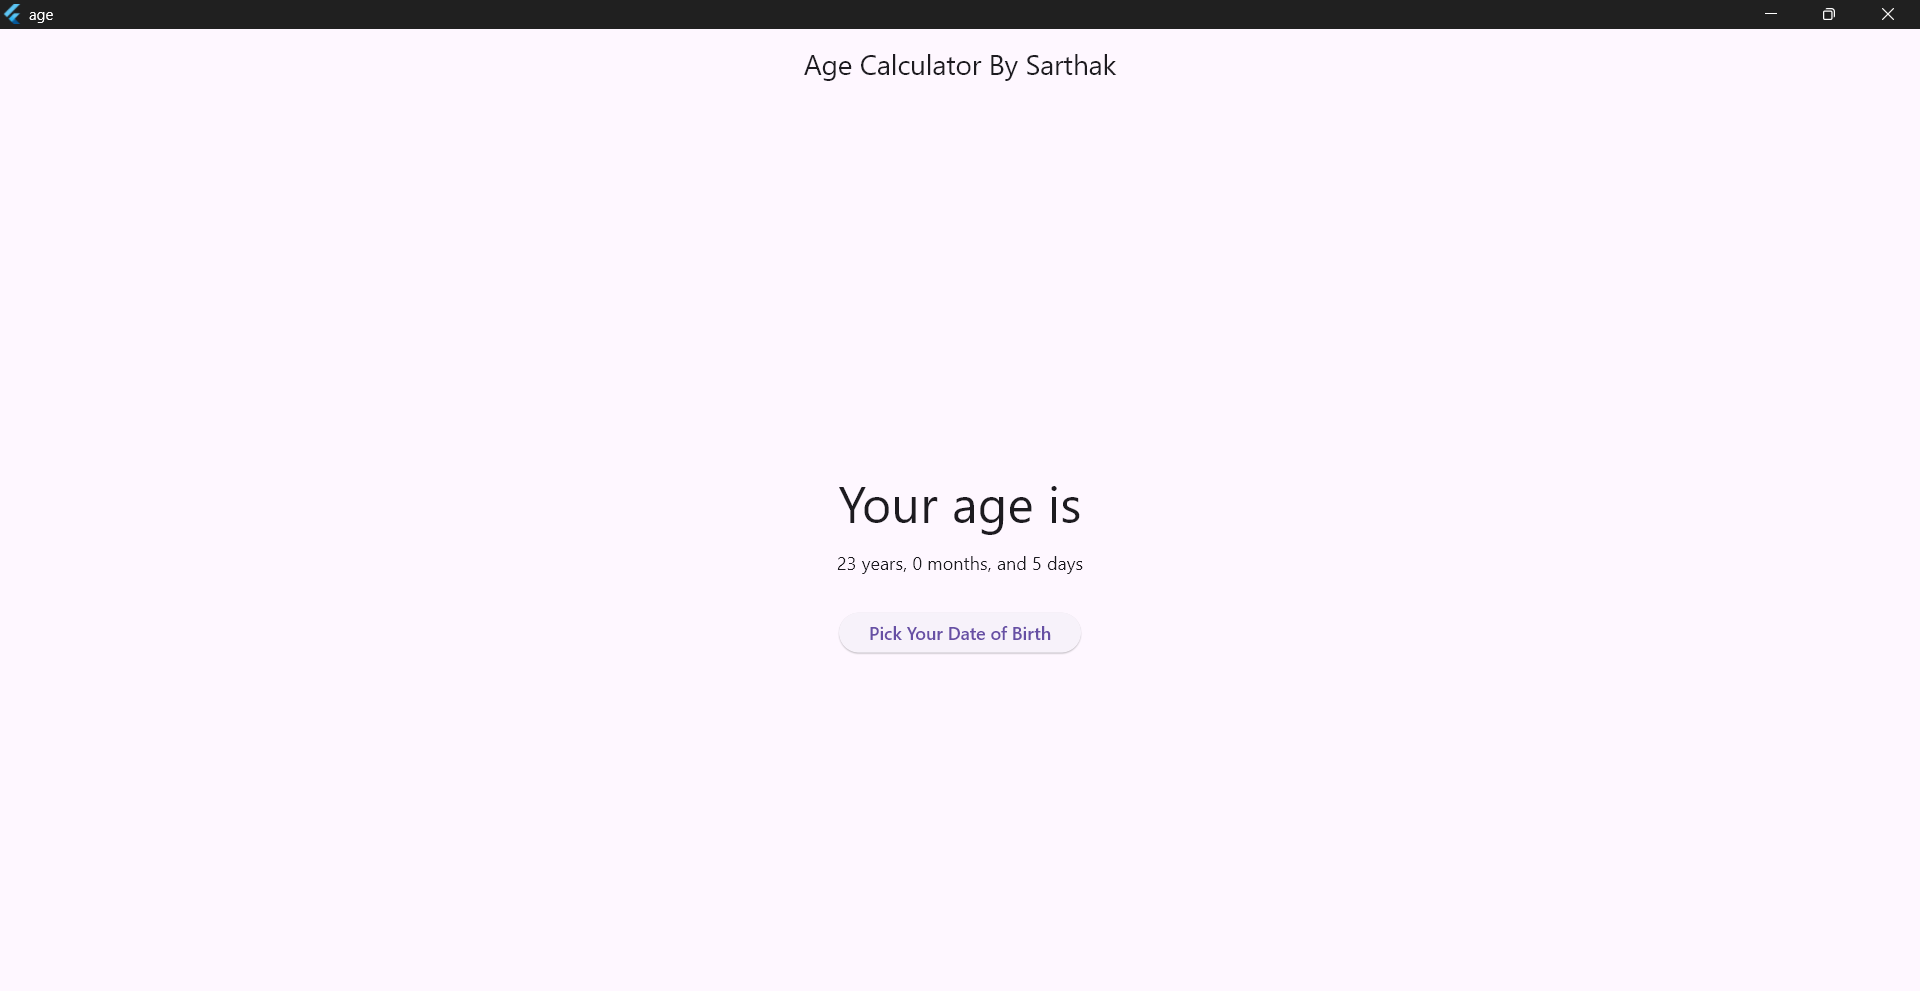 age
Age Calculator By Sarthak
Your age is
23 years, 0 months, and 5 days
Pick Your Date of Birth